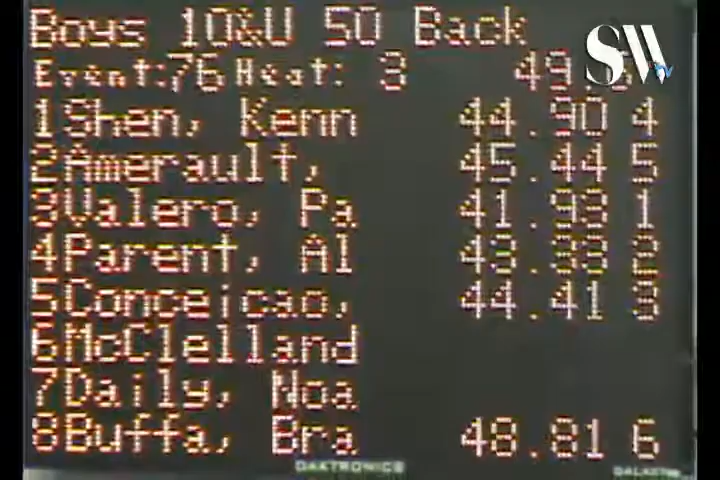 Boys 10&U 50 Back
Event:76 Heat: 3 49.
SW
tv
1Shen, Kenn 44.90 4
2Amerault, 45.44 5
3Valero, Pa 41.93 1
4Parent, Al 43.33 2
5Conceicao, 44.41 3
6McClelland
7Daily, Noa
8Buffa, Bra 48.81 6
DAKTRONICS